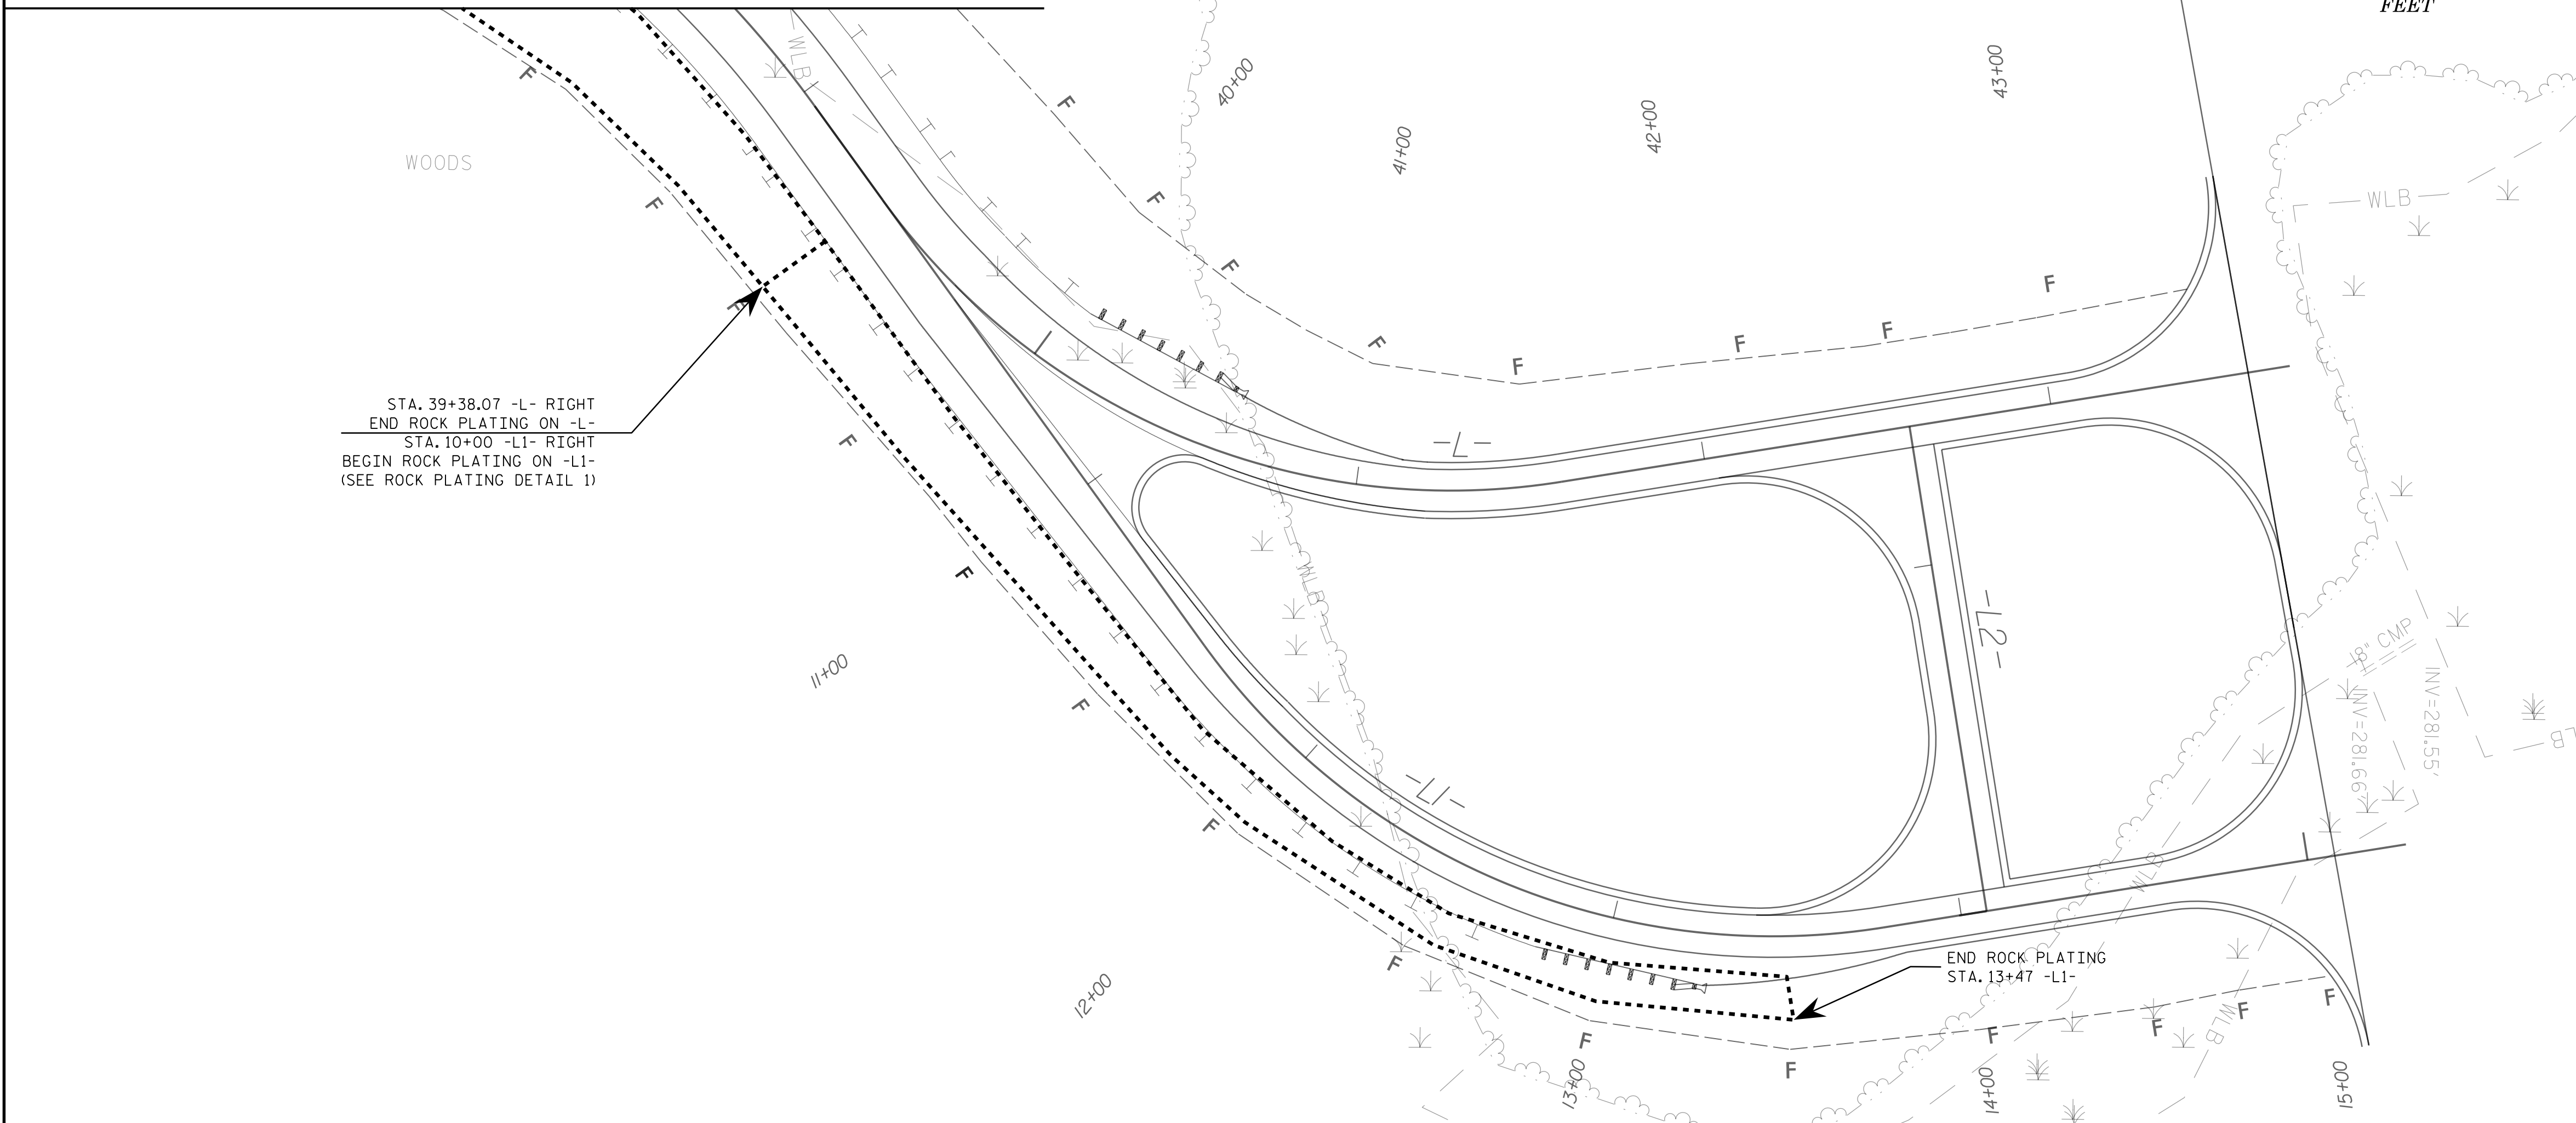 FEET
WLB
40+00
41+00
42+00
43+00
F
F
F
F
F
F
F
F
F
WOODS
F
F
F
WLB
STA. 39+38.07 -L- RIGHT
END ROCK PLATING ON -L-
STA. 10+00 -L1- RIGHT
BEGIN ROCK PLATING ON -L1-
(SEE ROCK PLATING DETAIL 1)
-L-
F
F
F
F
WLB
-L2-
18" CMP
INV=281.66'
INV=281.55'
11+00
-L1-
WLB
END ROCK PLATING
STA. 13+47 -L1-
12+00
F
F
F
F
F
F
F
WLB
13+00
14+00
15+00